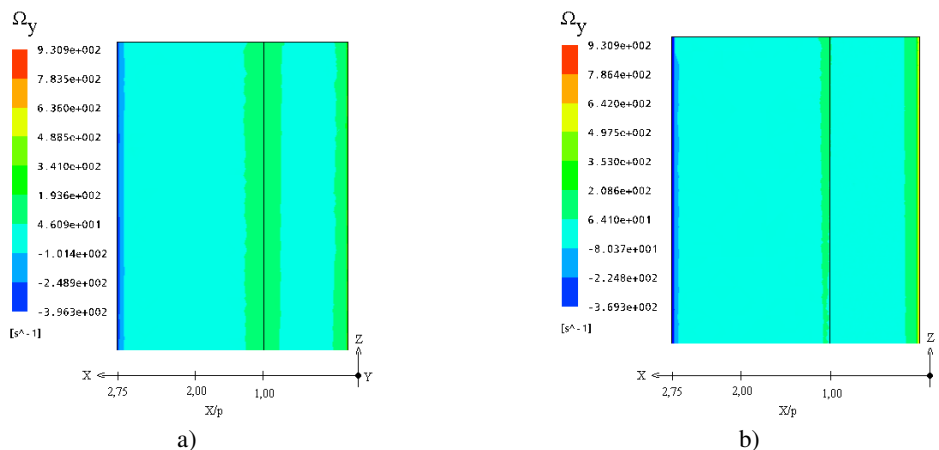 Ωy
9.309e+002
7.835e+002
6.360e+002
4.885e+002
3.410e+002
1.936e+002
4.609e+001
-1.014e+002
-2.489e+002
-3.963e+002
[s^-1]
Z
X
Y
2,75
2,00
1,00
X/p
a)
Ωy
9.309e+002
7.864e+002
6.420e+002
4.975e+002
3.530e+002
2.086e+002
6.410e+001
-8.037e+001
-2.248e+002
-3.693e+002
[s^-1]
Z
X
2,75
2,00
1,00
X/p
b)